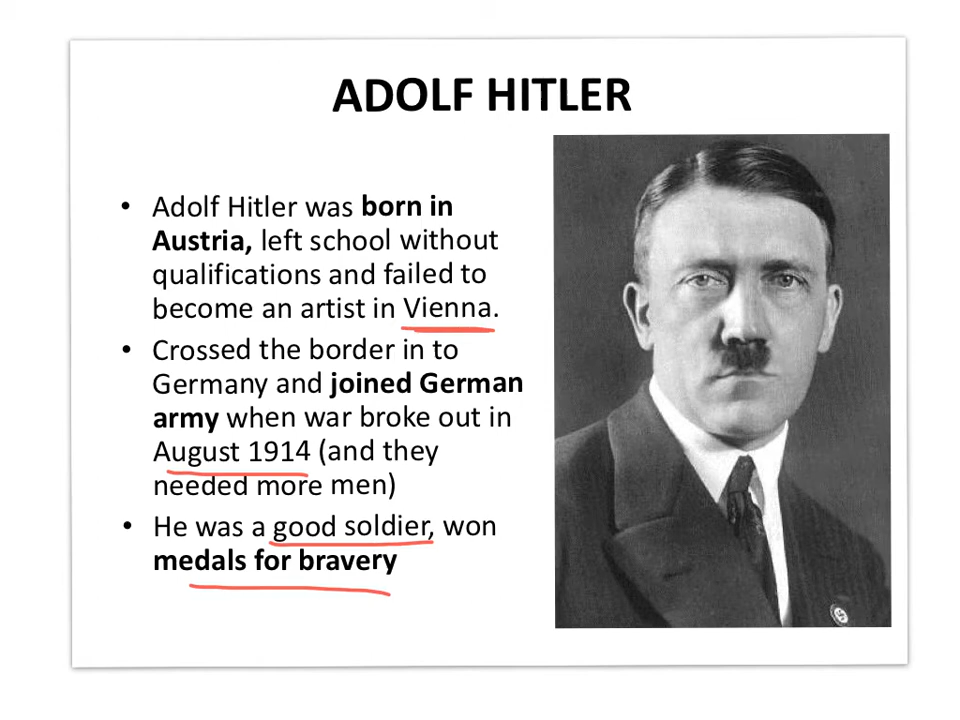 ADOLF HITLER
• Adolf Hitler was born in
Austria, left school without
qualifications and failed to
become an artist in Vienna.
• Crossed the border in to
Germany and joined German
army when war broke out in
August 1914 (and they
needed more men)
• He was a good soldier, won
medals for bravery